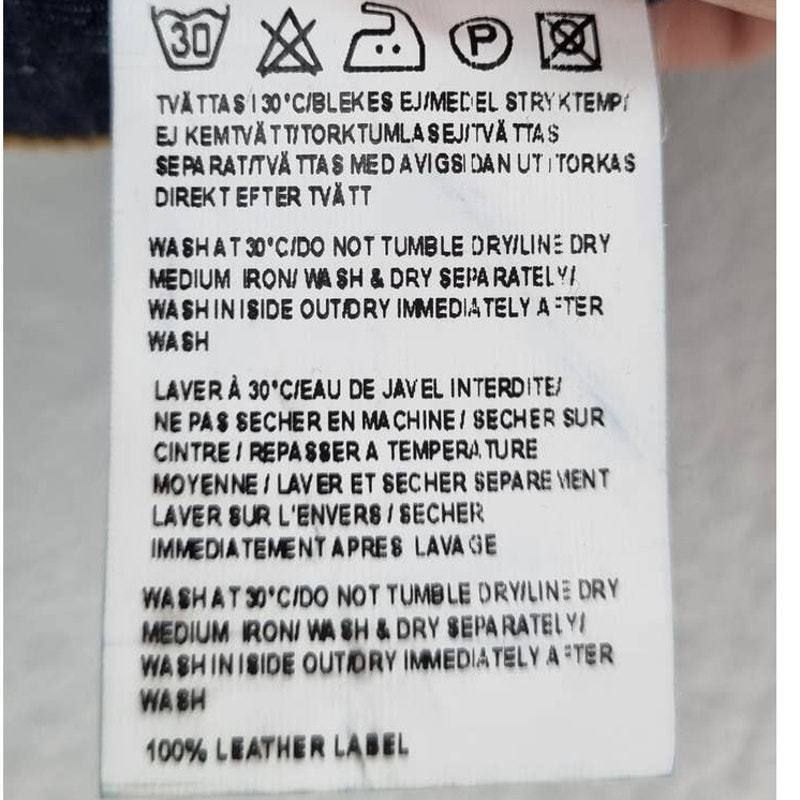 30
P
TVÄTTAS I 30°C/BLEKES EJ/MEDEL STRYKTEMP/
EJ KEMTVÄTT/TORKTUMLAS EJ/TVÄTTAS
SEPARAT/TVÄTTAS MED AVIGSIDAN UT/TORKAS
DIREKT EFTER TVÄTT
WASH AT 30°C/DO NOT TUMBLE DRY/LINE DRY
MEDIUM IRON/ WASH & DRY SEPARATELY/
WASH IN ISIDE OUT/DRY IMMEDIATELY AFTER
WASH
LAVER À 30°C/EAU DE JAVEL INTERDITE/
NE PAS SECHER EN MACHINE / SECHER SUR
CINTRE / REPASSER A TEMPERATURE
MOYENNE / LAVER ET SECHER SEPAREMENT
LAVER SUR L'ENVERS / SECHER
IMMEDIATEMENT APRES LAVAGE
WASH AT 30°C/DO NOT TUMBLE DRY/LINE DRY
MEDIUM IRON/ WASH & DRY SEPARATELY/
WASH IN ISIDE OUT/DRY IMMEDIATELY AFTER
WASH
100% LEATHER LABEL